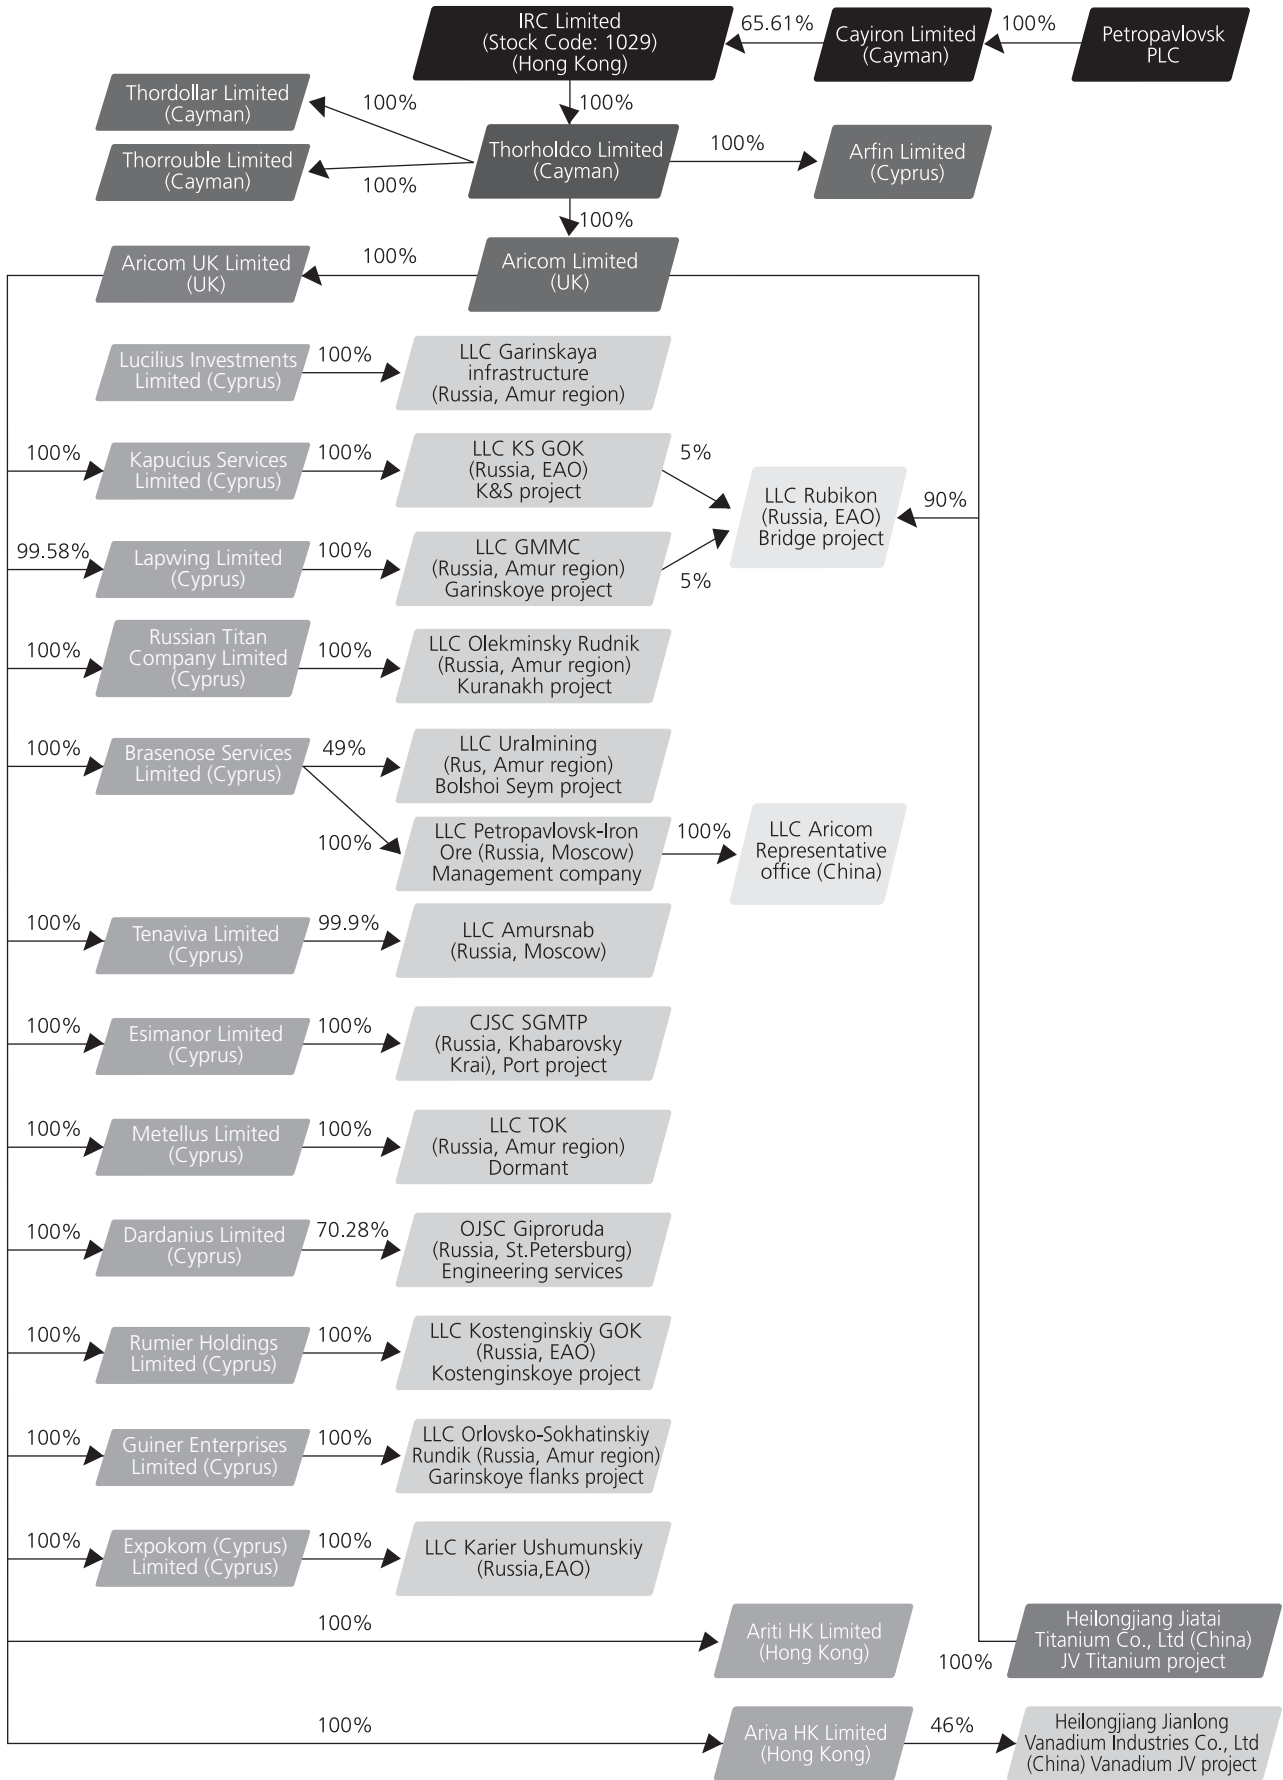 IRC Limited
(Stock Code: 1029)
(Hong Kong)
65.61%
Cayiron Limited
(Cayman)
100%
Petropavlovsk
PLC
Thordollar Limited
(Cayman)
100%
100%
Thorrouble Limited
(Cayman)
100%
Thorholdco Limited
(Cayman)
100%
Arfin Limited
(Cyprus)
100%
Aricom UK Limited
(UK)
100%
Aricom Limited
(UK)
Lucilius Investments
Limited (Cyprus)
100%
LLC Garinskaya
infrastructure
(Russia, Amur region)
100%
Kapucius Services
Limited (Cyprus)
100%
LLC KS GOK
(Russia, EAO)
K&S project
5%
LLC Rubikon
(Russia, EAO)
Bridge project
90%
99.58%
Lapwing Limited
(Cyprus)
100%
LLC GMMC
(Russia, Amur region)
Garinskoye project
5%
100%
Russian Titan
Company Limited
(Cyprus)
100%
LLC Olekminsky Rudnik
(Russia, Amur region)
Kuranakh project
100%
Brasenose Services
Limited (Cyprus)
49%
LLC Uralmining
(Rus, Amur region)
Bolshoi Seym project
100%
LLC Petropavlovsk-Iron
Ore (Russia, Moscow)
Management company
100%
LLC Aricom
Representative
office (China)
100%
Tenaviva Limited
(Cyprus)
99.9%
LLC Amursnab
(Russia, Moscow)
100%
Esimanor Limited
(Cyprus)
100%
CJSC SGMTP
(Russia, Khabarovsky
Krai), Port project
100%
Metellus Limited
(Cyprus)
100%
LLC TOK
(Russia, Amur region)
Dormant
100%
Dardanius Limited
(Cyprus)
70.28%
OJSC Giproruda
(Russia, St.Petersburg)
Engineering services
100%
Rumier Holdings
Limited (Cyprus)
100%
LLC Kostenginskiy GOK
(Russia, EAO)
Kostenginskoye project
100%
Guiner Enterprises
Limited (Cyprus)
100%
LLC Orlovsko-Sokhatinskiy
Rundik (Russia, Amur region)
Garinskoye flanks project
100%
Expokom (Cyprus)
Limited (Cyprus)
100%
LLC Karier Ushumunskiy
(Russia,EAO)
100%
Ariti HK Limited
(Hong Kong)
100%
Heilongjiang Jiatai
Titanium Co., Ltd (China)
JV Titanium project
100%
Ariva HK Limited
(Hong Kong)
46%
Heilongjiang Jianlong
Vanadium Industries Co., Ltd
(China) Vanadium JV project